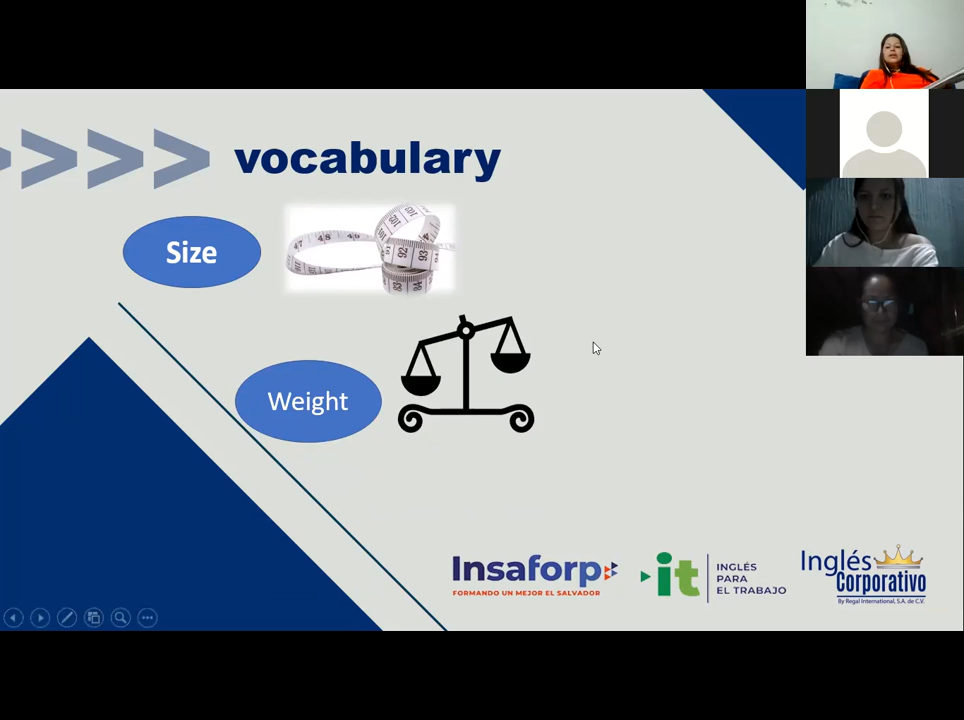 vocabulary
Size
Weight
Insaforp
FORMANDO UN MEJOR EL SALVADOR
it
INGLÉS
PARA
EL TRABAJO
Inglés
Corporativo
By Regal International, S.A. de C.V.